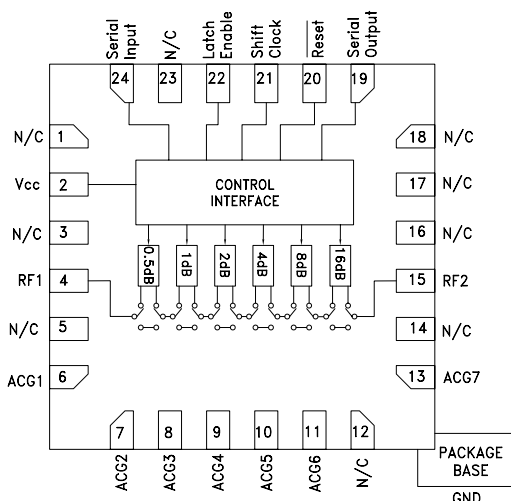 Serial Input
N/C
Latch Enable
Shift Clock
Reset
Serial Output
24
23
22
21
20
19
N/C 1
18 N/C
Vcc 2
17 N/C
CONTROL
INTERFACE
N/C 3
16 N/C
0.5dB
1dB
2dB
4dB
8dB
16dB
RF1 4
15 RF2
N/C 5
14 N/C
ACG1 6
13 ACG7
7
8
9
10
11
12
ACG2
ACG3
ACG4
ACG5
ACG6
N/C
PACKAGE
BASE
GND